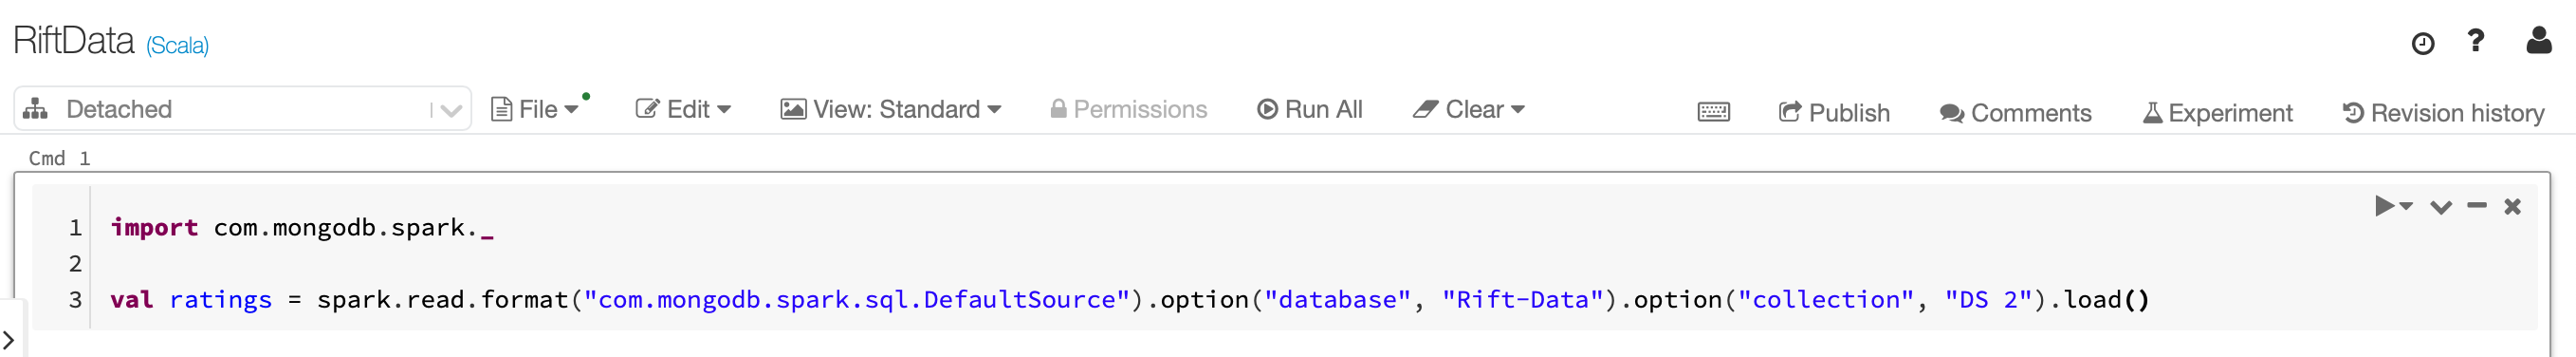 RiftData (Scala)
?
Detached File Edit View: Standard Permissions Run All Clear Publish Comments Experiment Revision history
Cmd 1
1 import com.mongodb.spark._
2
3 val ratings = spark.read.format("com.mongodb.spark.sql.DefaultSource").option("database", "Rift-Data").option("collection", "DS 2").load()